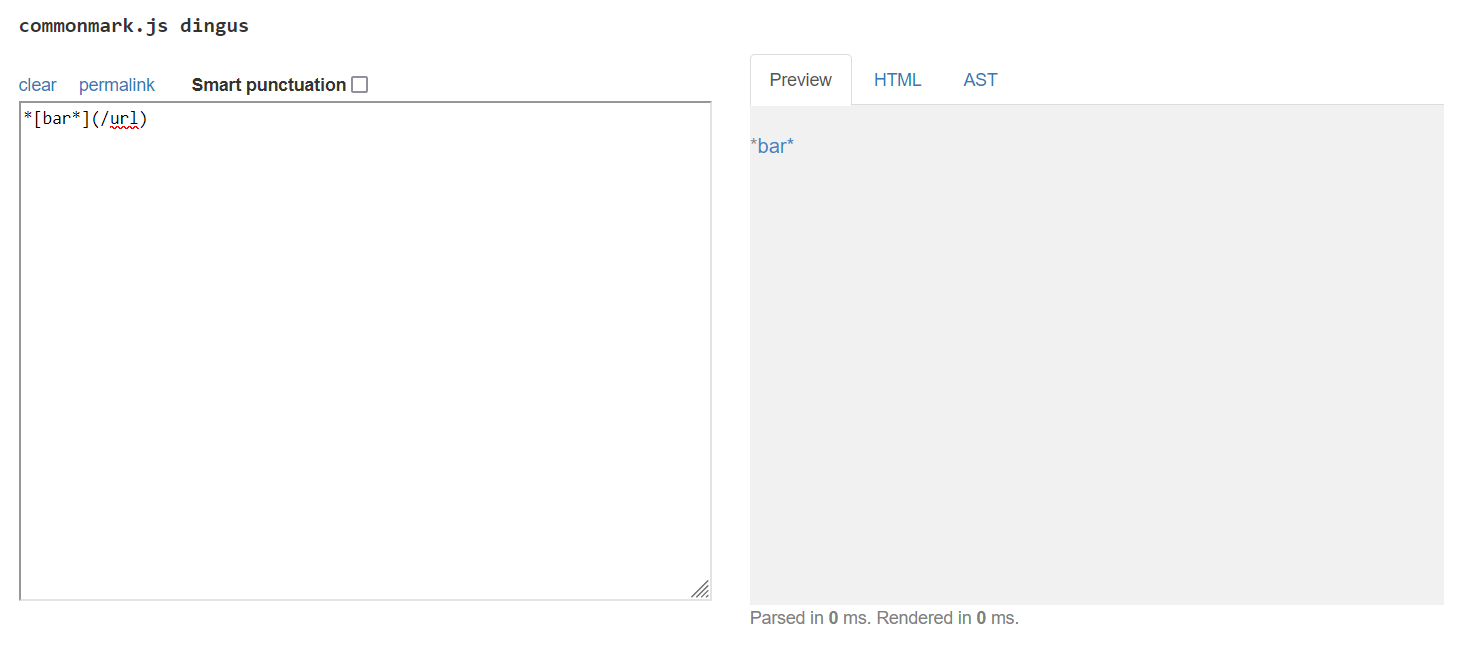 commonmark.js dingus
clear permalink Smart punctuation
*[bar*](/url)
Preview HTML AST
*bar*
Parsed in 0 ms. Rendered in 0 ms.